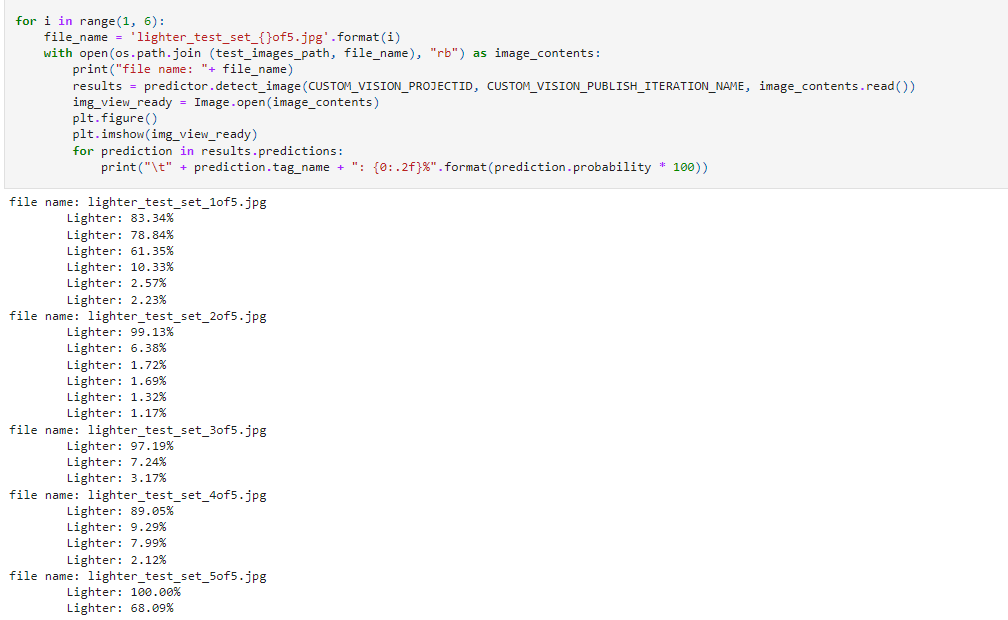 for i in range(1, 6):
    file_name = 'lighter_test_set_{}of5.jpg'.format(i)
    with open(os.path.join (test_images_path, file_name), "rb") as image_contents:
        print("file name: "+ file_name)
        results = predictor.detect_image(CUSTOM_VISION_PROJECTID, CUSTOM_VISION_PUBLISH_ITERATION_NAME, image_contents.read())
        img_view_ready = Image.open(image_contents)
        plt.figure()
        plt.imshow(img_view_ready)
        for prediction in results.predictions:
            print("\t" + prediction.tag_name + ": {0:.2f}%".format(prediction.probability * 100))
file name: lighter_test_set_1of5.jpg
        Lighter: 83.34%
        Lighter: 78.84%
        Lighter: 61.35%
        Lighter: 10.33%
        Lighter: 2.57%
        Lighter: 2.23%
file name: lighter_test_set_2of5.jpg
        Lighter: 99.13%
        Lighter: 6.38%
        Lighter: 1.72%
        Lighter: 1.69%
        Lighter: 1.32%
        Lighter: 1.17%
file name: lighter_test_set_3of5.jpg
        Lighter: 97.19%
        Lighter: 7.24%
        Lighter: 3.17%
file name: lighter_test_set_4of5.jpg
        Lighter: 89.05%
        Lighter: 9.29%
        Lighter: 7.99%
        Lighter: 2.12%
file name: lighter_test_set_5of5.jpg
        Lighter: 100.00%
        Lighter: 68.09%